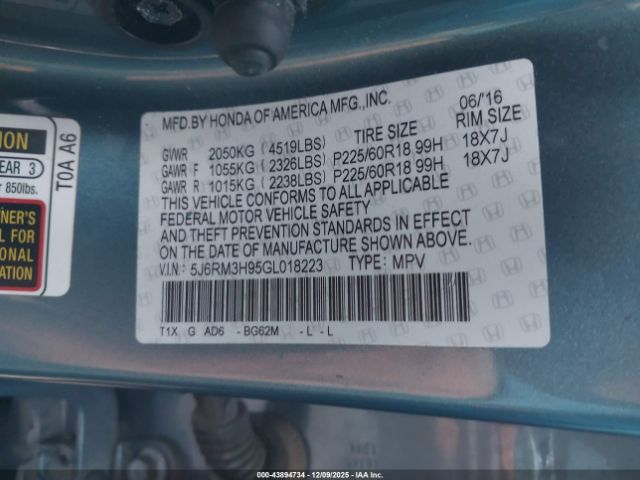 MFD.BY HONDA OF AMERICA MFG.,INC. 06/'16
GVWR 2050KG (4519LBS) TIRE SIZE RIM SIZE
GAWR F 1055KG (2326LBS) P225/60R18 99H 18X7J
GAWR R 1015KG (2238LBS) P225/60R18 99H 18X7J
THIS VEHICLE CONFORMS TO ALL APPLICABLE
FEDERAL MOTOR VEHICLE SAFETY
AND THEFT PREVENTION STANDARDS IN EFFECT
ON THE DATE OF MANUFACTURE SHOWN ABOVE.
V.I.N: 5J6RM3H95GL018223 TYPE: MPV
T1X G AD6 - BG62M - L - L
ION
EAR 3
r 850lbs.
NER'S
L FOR
IONAL
MATION
T0A A6
000-43894734 - 12/09/2025 - IAA, Inc.